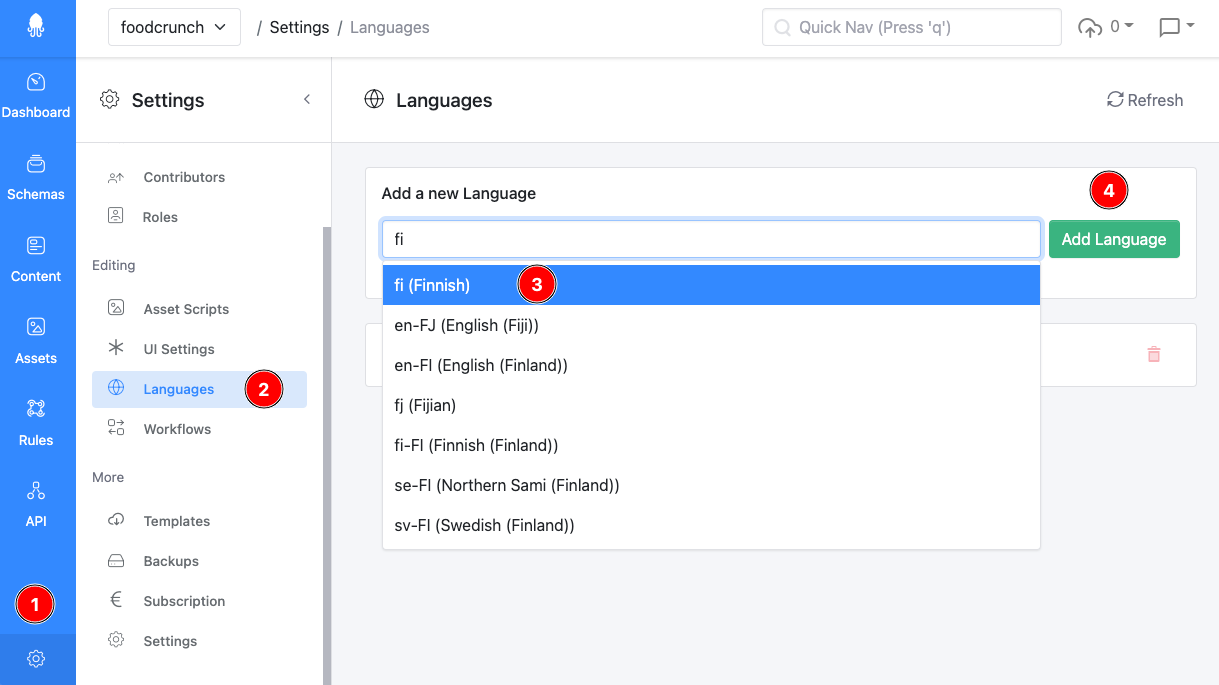 foodcrunch / Settings / Languages
Quick Nav (Press 'q')
0
Dashboard
Schemas
Content
Assets
Rules
API
1
Settings
Contributors
Roles
Editing
Asset Scripts
UI Settings
Languages 2
Workflows
More
Templates
Backups
Subscription
Settings
Languages
Refresh
Add a new Language
4
fi
Add Language
fi (Finnish) 3
en-FJ (English (Fiji))
en-FI (English (Finland))
fj (Fijian)
fi-FI (Finnish (Finland))
se-FI (Northern Sami (Finland))
sv-FI (Swedish (Finland))